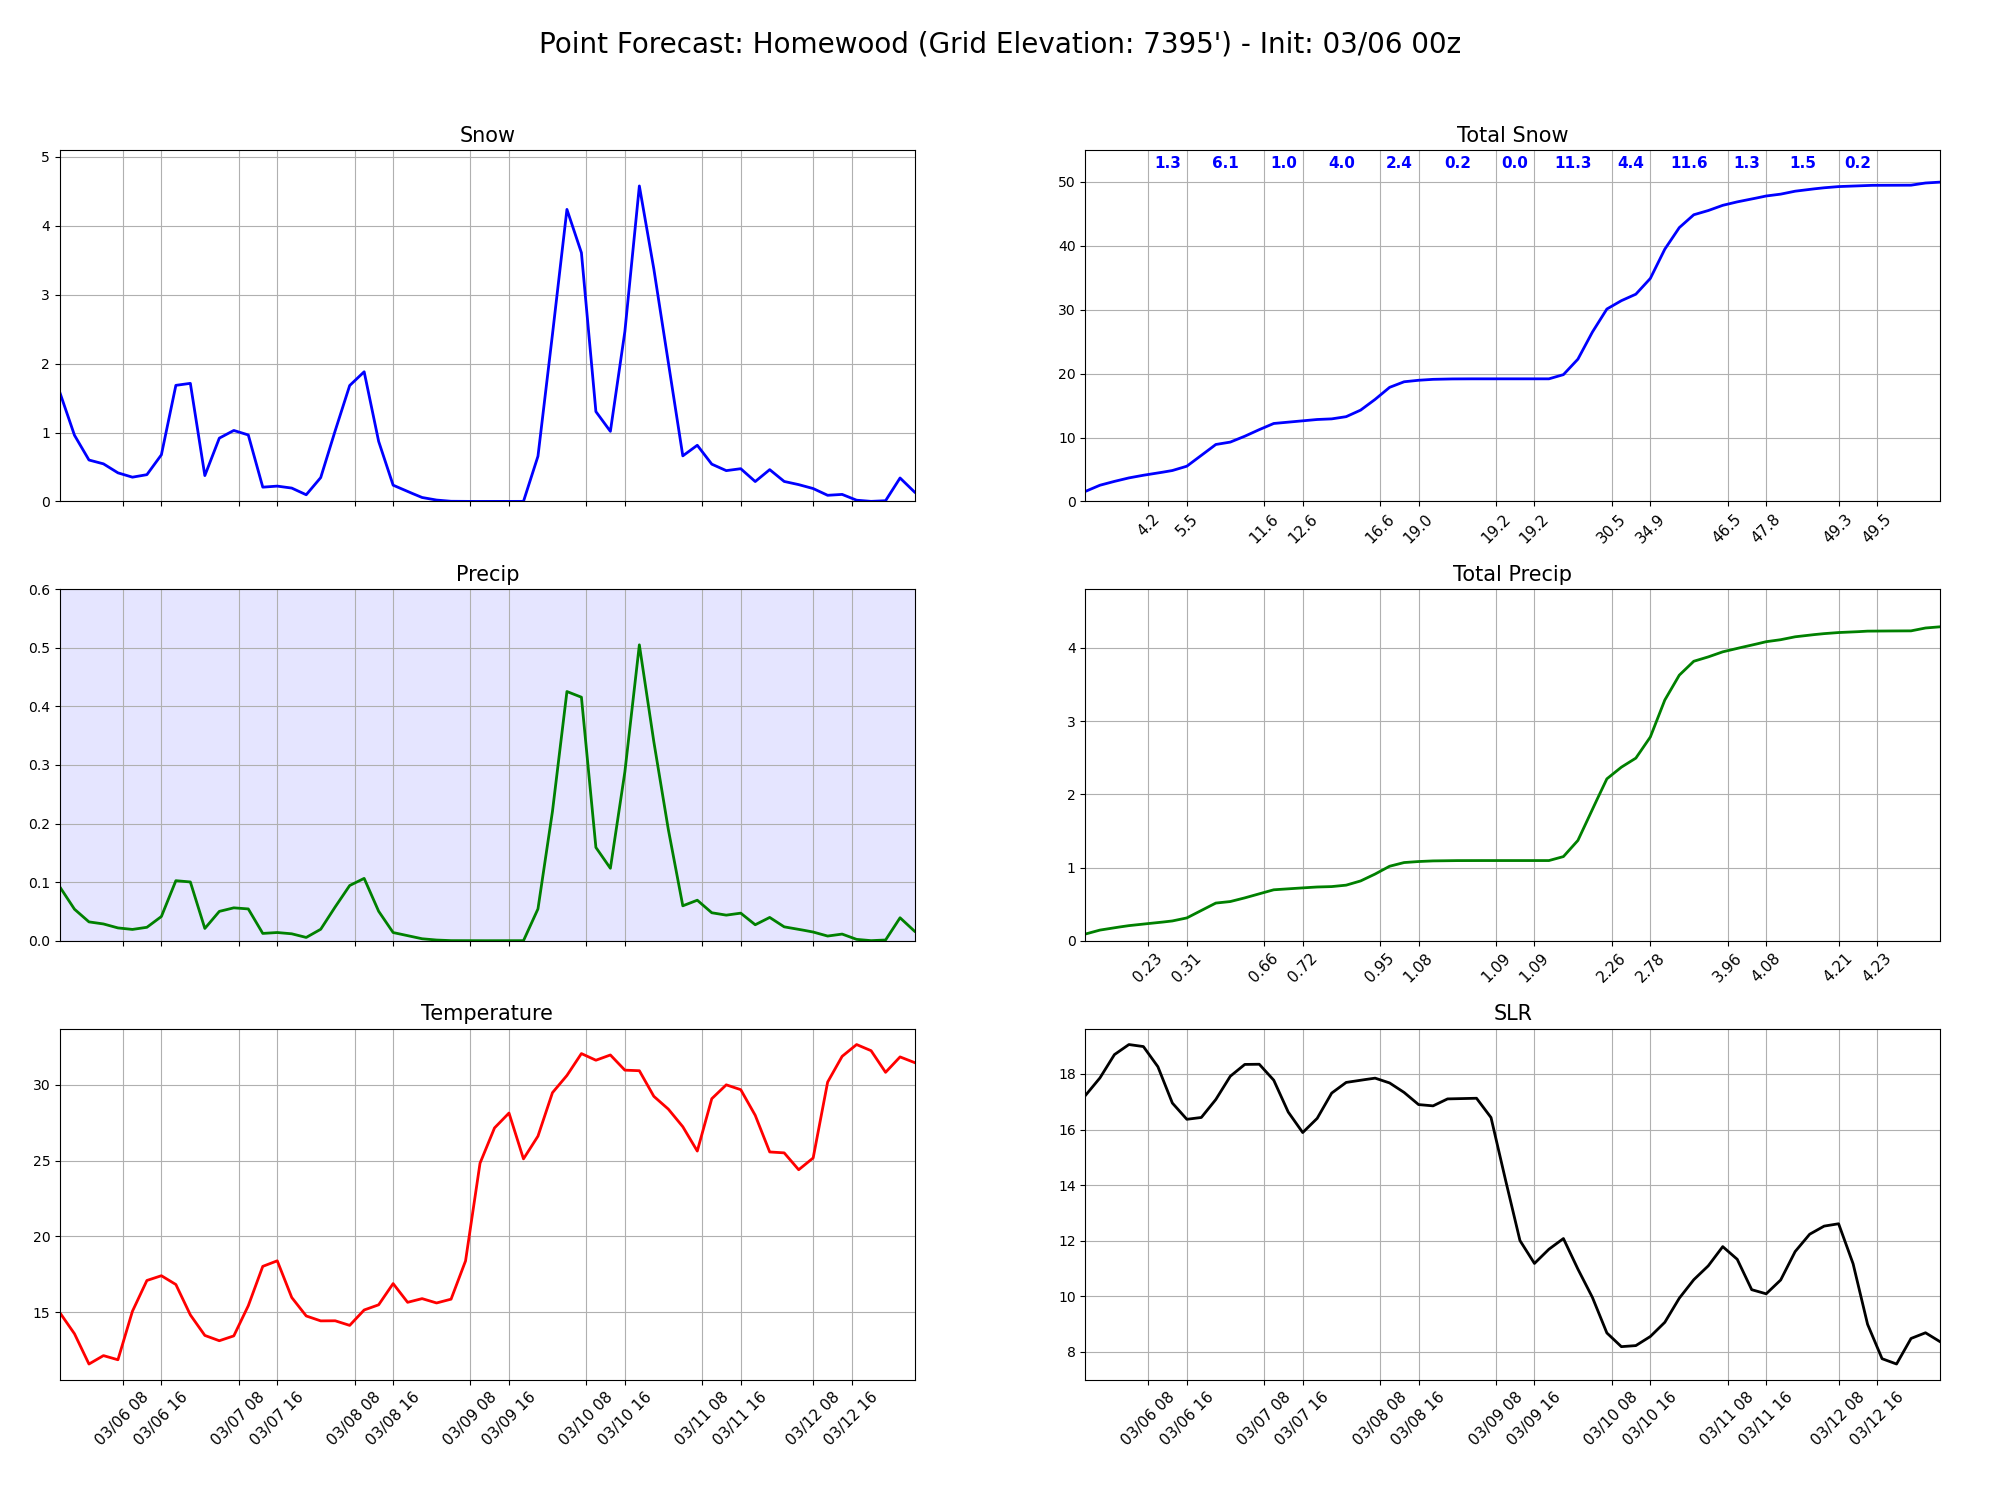 Point Forecast: Homewood (Grid Elevation: 7395') - Init: 03/06 00z
Snow
5
4
3
2
1
0
Total Snow
1.3 6.1 1.0 4.0 2.4 0.2 0.0 11.3 4.4 11.6 1.3 1.5 0.2
50
40
30
20
10
0
4.2 5.5 11.6 12.6 16.6 19.0 19.2 19.2 30.5 34.9 46.5 47.8 49.3 49.5
Precip
0.6
0.5
0.4
0.3
0.2
0.1
0.0
Total Precip
4
3
2
1
0
0.23 0.31 0.66 0.72 0.95 1.08 1.09 1.09 2.26 2.78 3.96 4.08 4.21 4.23
Temperature
30
25
20
15
03/06 08 03/06 16 03/07 08 03/07 16 03/08 08 03/08 16 03/09 08 03/09 16 03/10 08 03/10 16 03/11 08 03/11 16 03/12 08 03/12 16
SLR
18
16
14
12
10
8
03/06 08 03/06 16 03/07 08 03/07 16 03/08 08 03/08 16 03/09 08 03/09 16 03/10 08 03/10 16 03/11 08 03/11 16 03/12 08 03/12 16